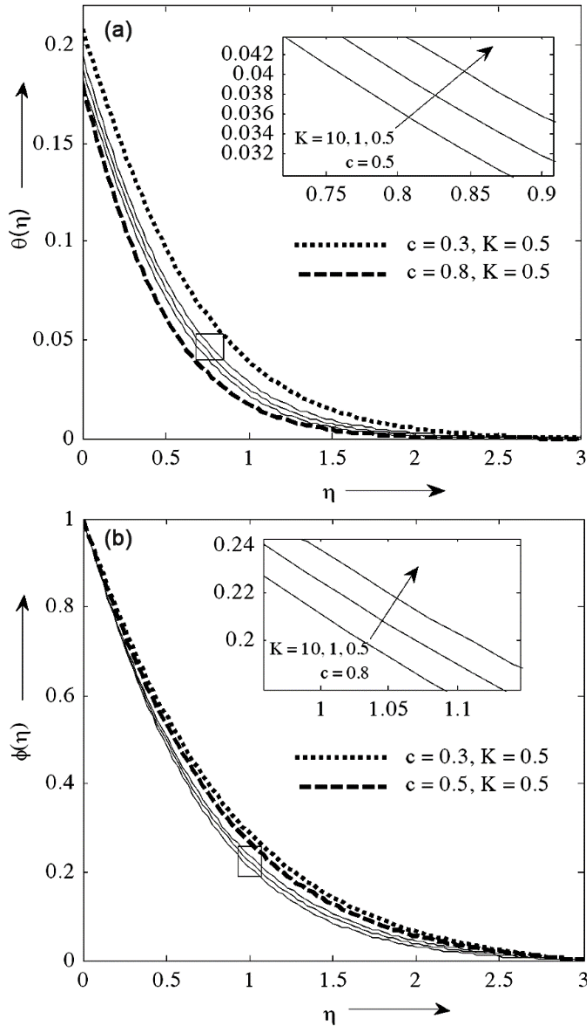 (a)
0.2
0.15
0.1
0.05
0
θ(η)
0.044
0.042
0.04
0.038
0.036
0.034
0.032
K = 10, 1, 0.5
c = 0.5
0.75 0.8 0.85 0.9
c = 0.3, K = 0.5
c = 0.8, K = 0.5
0.5 1 1.5 2 2.5 3
η
(b)
1
0.8
0.6
0.4
0.2
0
ϕ(η)
0.24
0.22
0.2
K = 10, 1, 0.5
c = 0.8
1 1.05 1.1
c = 0.3, K = 0.5
c = 0.5, K = 0.5
0 0.5 1 1.5 2 2.5 3
η